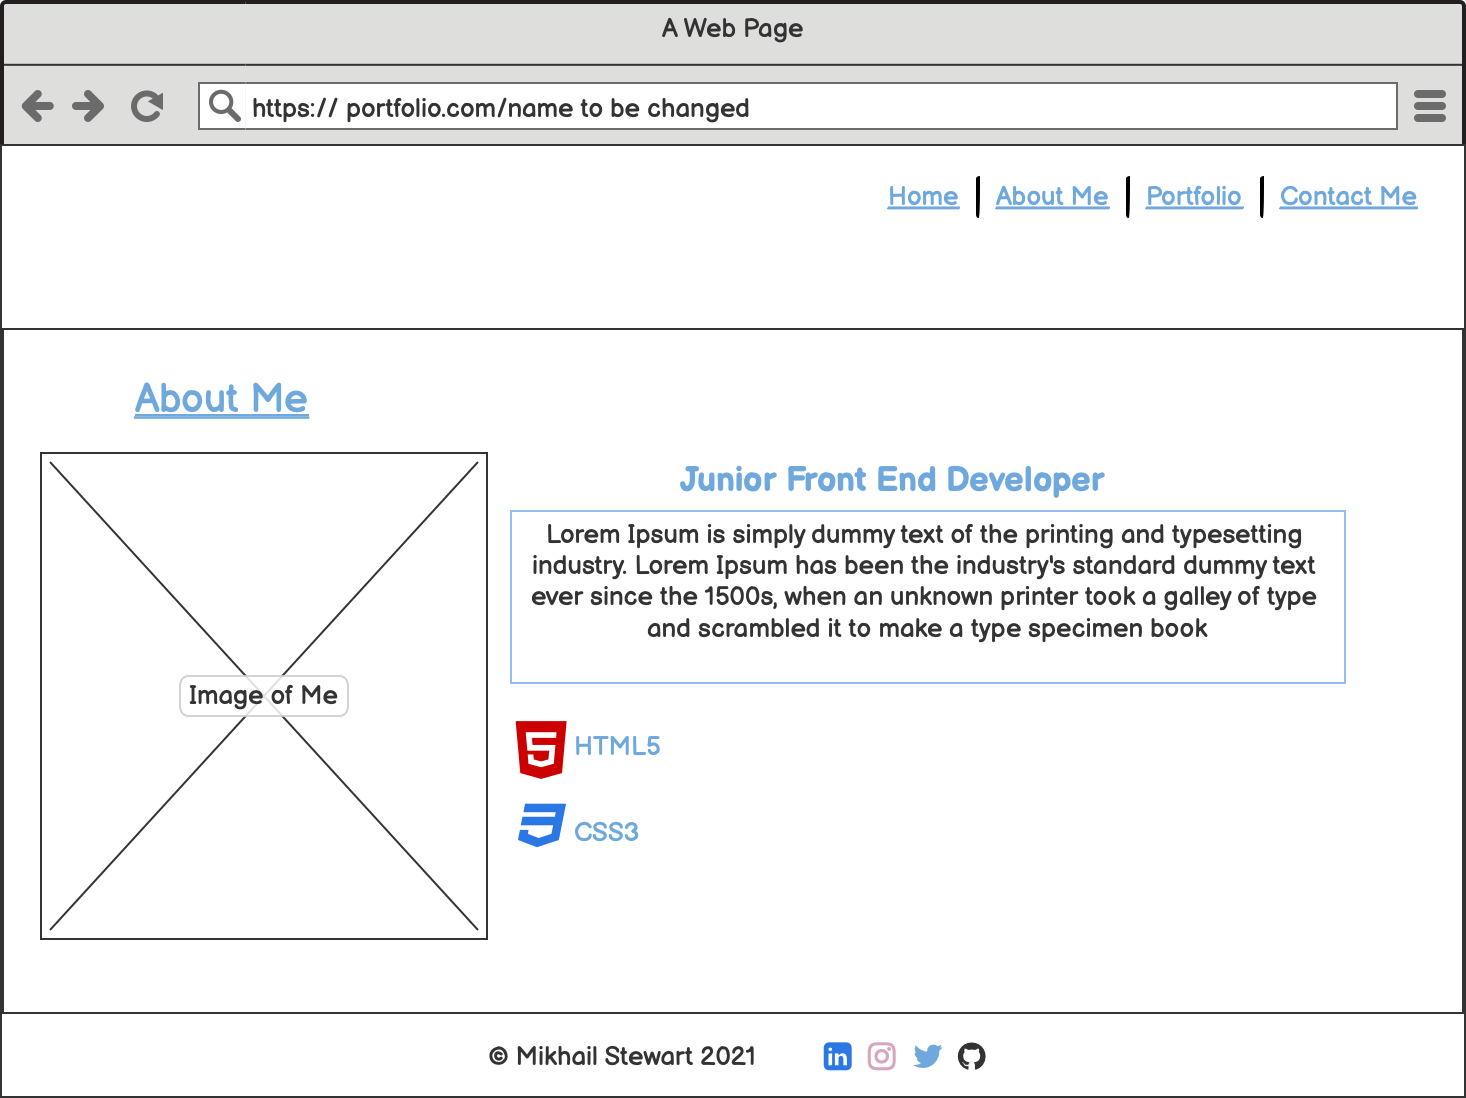 A Web Page
https:// portfolio.com/name to be changed
Home About Me Portfolio Contact Me
About Me
Image of Me
Junior Front End Developer
Lorem Ipsum is simply dummy text of the printing and typesetting
industry. Lorem Ipsum has been the industry's standard dummy text
ever since the 1500s, when an unknown printer took a galley of type
and scrambled it to make a type specimen book
5 HTML5
3 CSS3
© Mikhail Stewart 2021 in